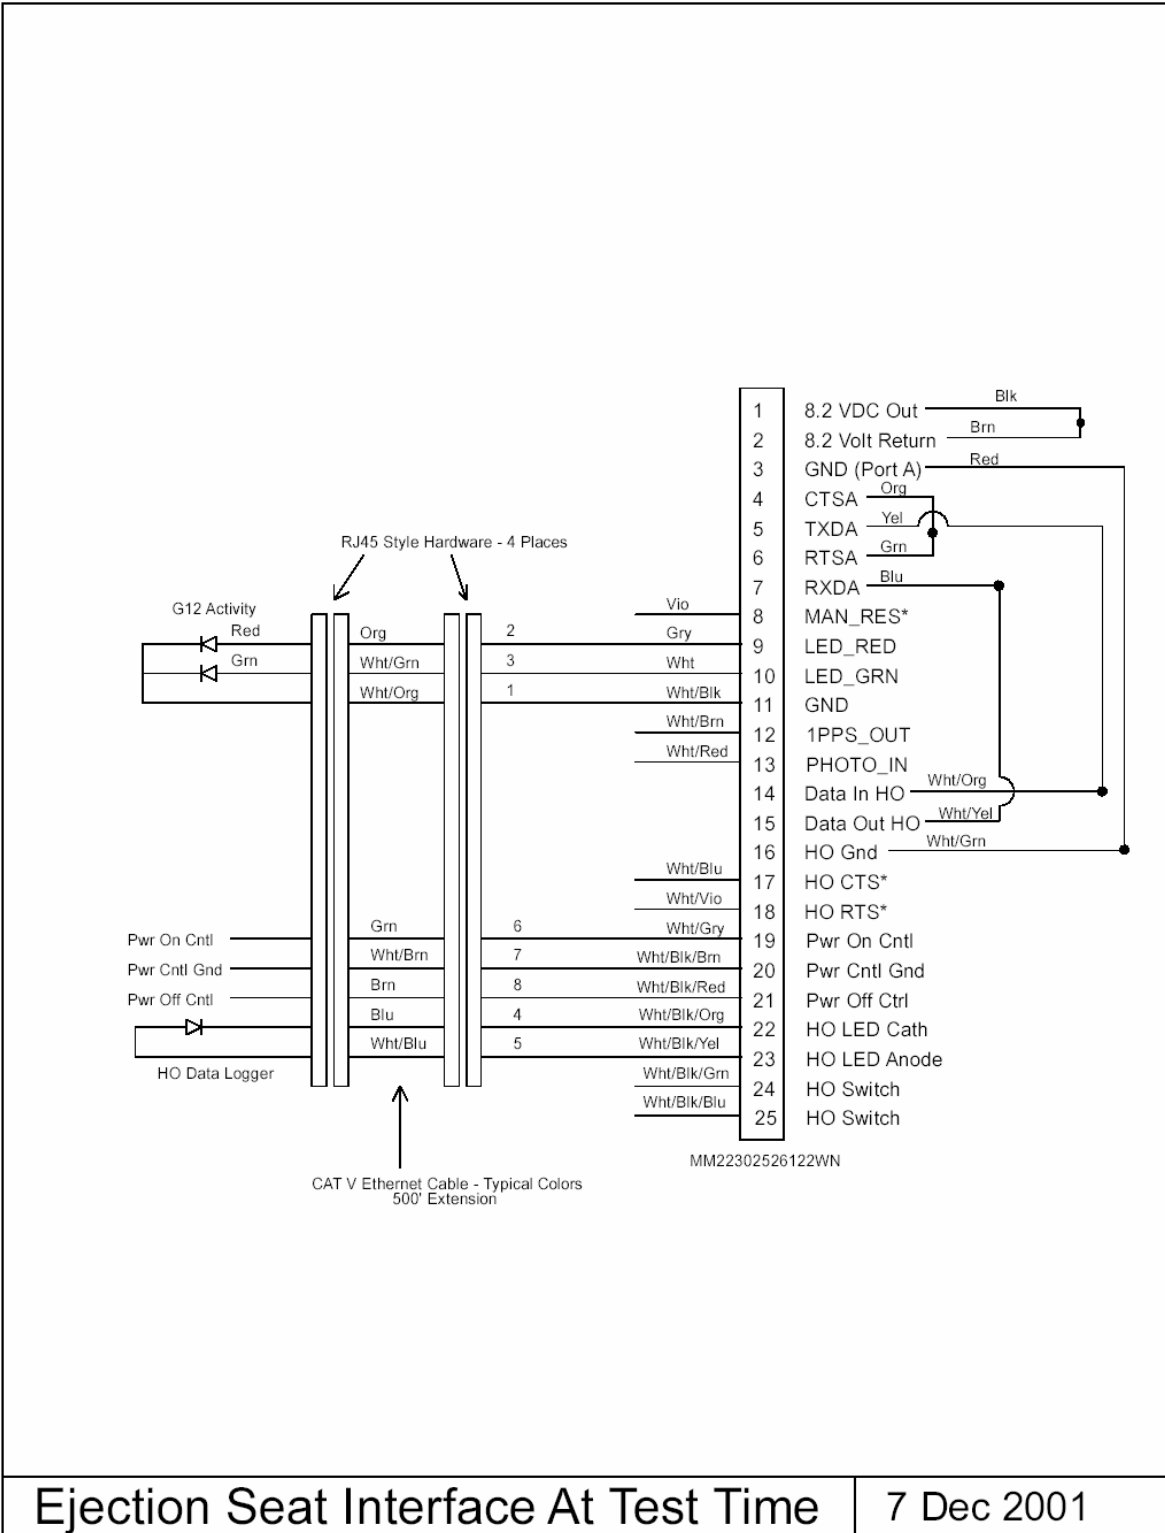 Blk
1 8.2 VDC Out
Brn
2 8.2 Volt Return
Red
3 GND (Port A)
Org
4 CTSA
Yel
5 TXDA
Grn
6 RTSA
Blu
7 RXDA
RJ45 Style Hardware - 4 Places
G12 Activity
Vio
8 MAN_RES*
Red Org 2 Gry
9 LED_RED
Grn Wht/Grn 3 Wht
10 LED_GRN
Wht/Org 1 Wht/Blk
11 GND
Wht/Brn
12 1PPS_OUT
Wht/Red
13 PHOTO_IN
Wht/Org
14 Data In HO
Wht/Yel
15 Data Out HO
Wht/Grn
16 HO Gnd
Wht/Blu
17 HO CTS*
Wht/Vio
18 HO RTS*
Pwr On Cntl Grn 6 Wht/Gry
19 Pwr On Cntl
Pwr Cntl Gnd Wht/Brn 7 Wht/Blk/Brn
20 Pwr Cntl Gnd
Pwr Off Cntl Brn 8 Wht/Blk/Red
21 Pwr Off Ctrl
Blu 4 Wht/Blk/Org
22 HO LED Cath
Wht/Blu 5 Wht/Blk/Yel
23 HO LED Anode
HO Data Logger
Wht/Blk/Grn
24 HO Switch
Wht/Blk/Blu
25 HO Switch
MM22302526122WN
CAT V Ethernet Cable - Typical Colors
500' Extension
Ejection Seat Interface At Test Time
7 Dec 2001